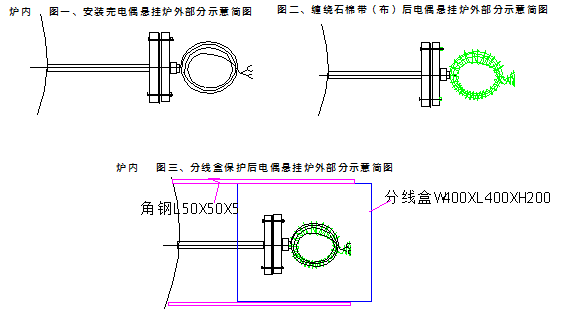 炉内 图一、安装完电偶悬挂炉外部分示意简图
图二、缠绕石棉带（布）后电偶悬挂炉外部分示意简图
炉内 图三、分线盒保护后电偶悬挂炉外部分示意简图
角钢L50X50X5
分线盒W400XL400XH200